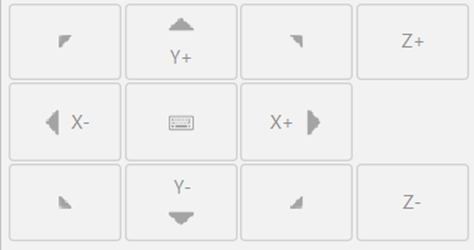 Y+
Z+
X-
X+
Y-
Z-